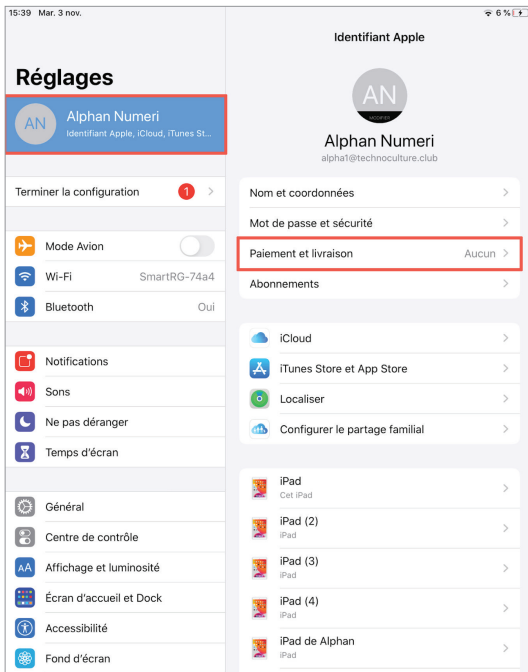 15:39 Mar. 3 nov.
6 %
Réglages
AN
Alphan Numeri
Identifiant Apple, iCloud, iTunes St...
Terminer la configuration
1
Mode Avion
Wi-Fi
SmartRG-74a4
Bluetooth
Oui
Notifications
Sons
Ne pas déranger
Temps d'écran
Général
Centre de contrôle
AA
Affichage et luminosité
Écran d'accueil et Dock
Accessibilité
Fond d'écran
Identifiant Apple
AN
MODIFIER
Alphan Numeri
alpha1@technoculture.club
Nom et coordonnées
Mot de passe et sécurité
Paiement et livraison
Aucun
Abonnements
iCloud
iTunes Store et App Store
Localiser
Configurer le partage familial
iPad
Cet iPad
iPad (2)
iPad
iPad (3)
iPad
iPad (4)
iPad
iPad de Alphan
iPad